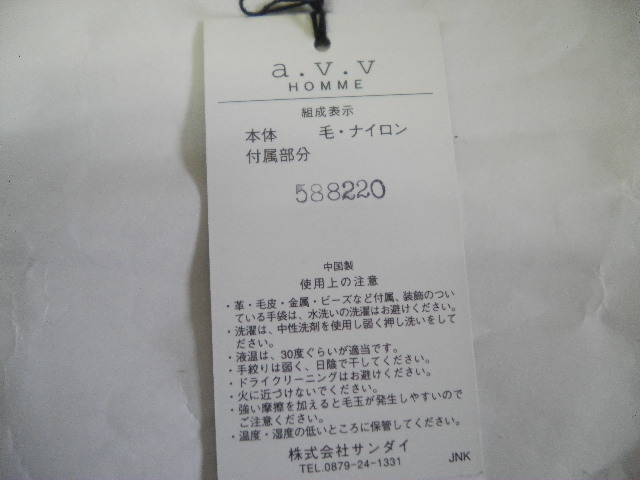 a.v.v
HOMME
組成表示
本体 毛・ナイロン
付属部分
588220
中国製
使用上の注意
・革・毛皮・金属・ビーズなど付属、装飾のつい
ている手袋は、水洗いの洗濯はお避けください。
・洗濯は、中性洗剤を使用し弱く押し洗いをして
ださい。
・液温は、30度ぐらいが適当です。
・手絞りは弱く、日陰で干してください。
・ドライクリーニングはお避けください。
・火に近づけないでください。
・強い摩擦を加えると毛玉が発生しやすいので
ご注意ください。
・温度・湿度の低いところに保管してください。
株式会社サンダイ
TEL.0879-24-1331
JNK